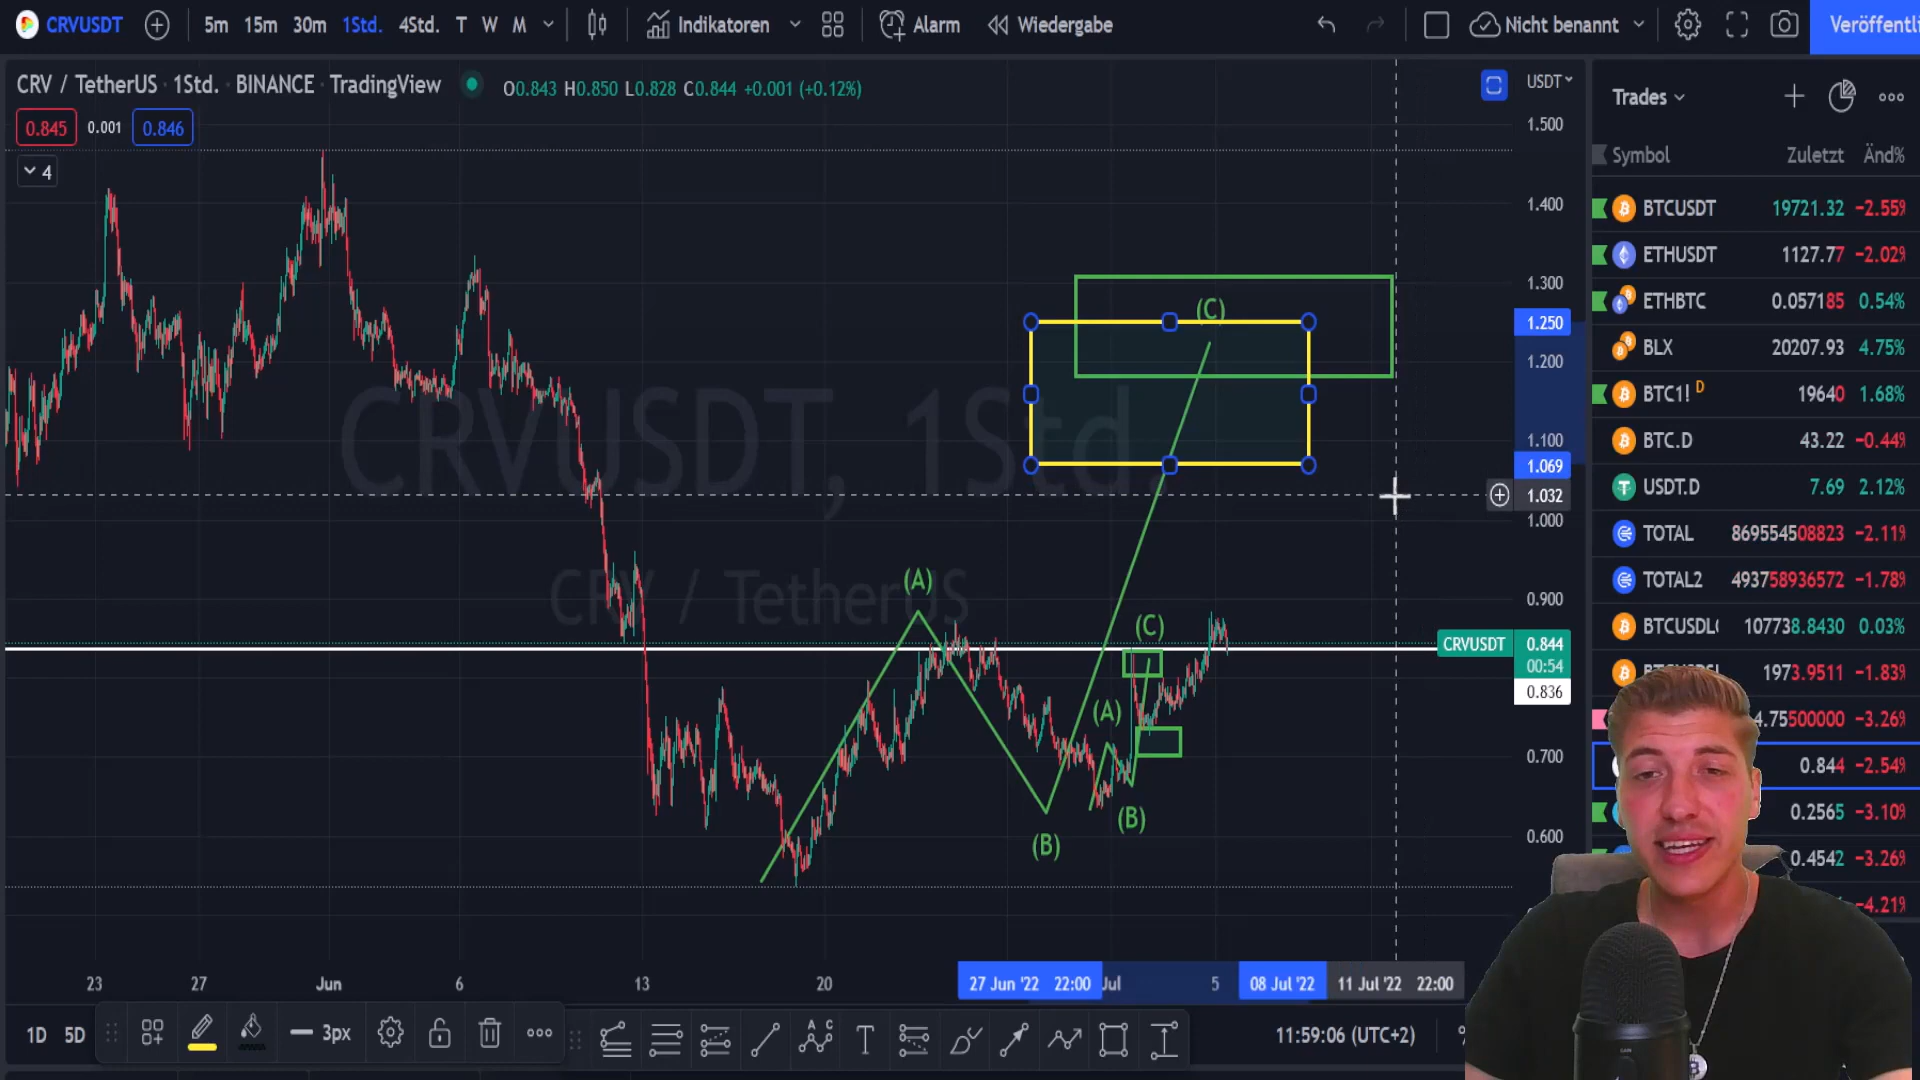 CRVUSDT 5m 15m 30m 1Std. 4Std. T W M Indikatoren Alarm Wiedergabe Nicht benannt Veröffentli
CRV / TetherUS · 1Std. · BINANCE · TradingView O0.843 H0.850 L0.828 C0.844 +0.001 (+0.12%)
0.845 0.001 0.846
4
USDT
1.500
1.400
1.300
1.250
1.200
1.100
1.069
1.032
1.000
0.900
CRVUSDT 0.844
00:54
0.836
0.700
0.600
CRVUSDT, 1Std.
CRV / TetherUS
(C)
(A)
(C)
(A)
(B)
(B)
23 27 Jun 6 13 20 27 Jun '22 22:00 Jul 5 08 Jul '22 11 Jul '22 22:00
1D 5D 3px 11:59:06 (UTC+2)
Trades
Symbol Zuletzt Änd%
BTCUSDT 19721.32 −2.55%
ETHUSDT 1127.77 −2.02%
ETHBTC 0.057185 0.54%
BLX 20207.93 4.75%
BTC1! D 19640 1.68%
BTC.D 43.22 −0.44%
USDT.D 7.69 2.12%
TOTAL 869554508823 −2.11%
TOTAL2 493758936572 −1.78%
BTCUSDL 107738.8430 0.03%
1973.9511 −1.83%
4.75500000 −3.26%
0.844 −2.54%
0.2565 −3.10%
0.4542 −3.26%
−4.21%